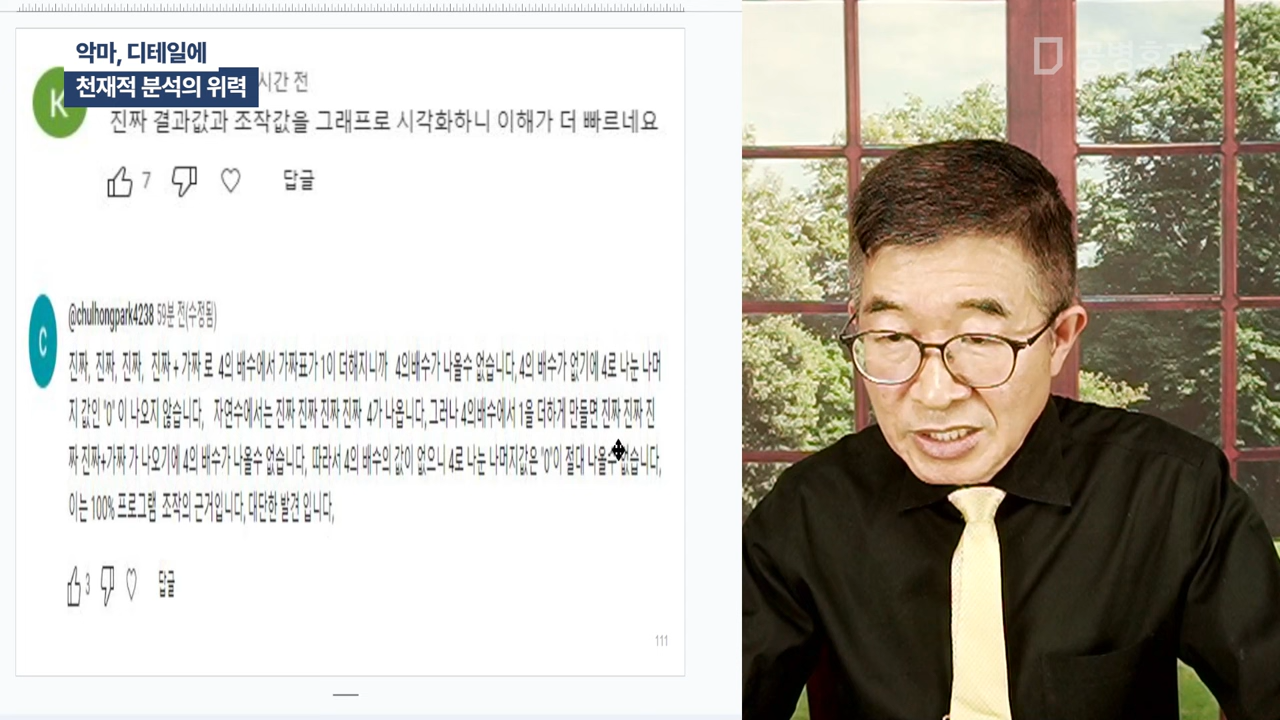 악마, 디테일에
천재적 분석의 위력
K
시간 전
진짜 결과값과 조작값을 그래프로 시각화하니 이해가 더 빠르네요
7
답글
C
@chulhongpark4238 59분 전(수정됨)
진짜, 진짜, 진짜, 진짜 + 가짜 로 4의 배수에서 가짜표가 1이 더해지니까 4의배수가 나올수 없습니다, 4의 배수가 없기에 4로 나눈 나머
지 값인 '0' 이 나오지 않습니다, 자연수에서는 진짜 진짜 진짜 진짜 4가 나옵니다, 그러나 4의배수에서 1을 더하게 만들면 진짜 진짜 진
짜 진짜+가짜 가 나오기에 4의 배수가 나올수 없습니다, 따라서 4의 배수의 값이 없으니 4로 나눈 나머지값은 '0'이 절대 나올수 없습니다,
이는 100% 프로그램 조작의 근거입니다, 대단한 발견 입니다,
3
답글
111
공병호